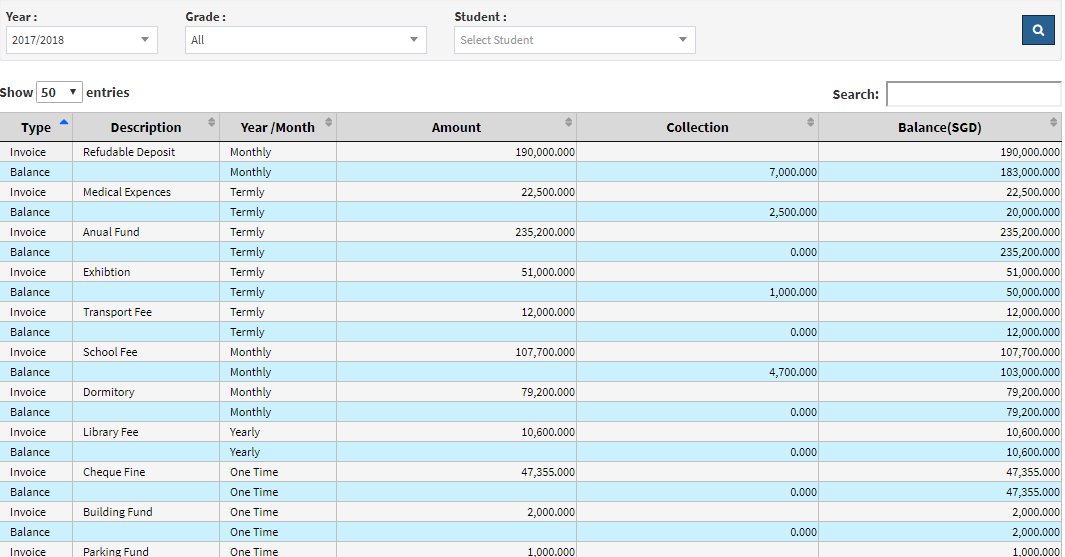 Year : Grade : Student :
2017/2018 All Select Student
Show 50 entries Search:
Type Description Year /Month Amount Collection Balance(SGD)
Invoice Refudable Deposit Monthly 190,000.000 190,000.000
Balance Monthly 7,000.000 183,000.000
Invoice Medical Expences Termly 22,500.000 22,500.000
Balance Termly 2,500.000 20,000.000
Invoice Anual Fund Termly 235,200.000 235,200.000
Balance Termly 0.000 235,200.000
Invoice Exhibtion Termly 51,000.000 51,000.000
Balance Termly 1,000.000 50,000.000
Invoice Transport Fee Termly 12,000.000 12,000.000
Balance Termly 0.000 12,000.000
Invoice School Fee Monthly 107,700.000 107,700.000
Balance Monthly 4,700.000 103,000.000
Invoice Dormitory Monthly 79,200.000 79,200.000
Balance Monthly 0.000 79,200.000
Invoice Library Fee Yearly 10,600.000 10,600.000
Balance Yearly 0.000 10,600.000
Invoice Cheque Fine One Time 47,355.000 47,355.000
Balance One Time 0.000 47,355.000
Invoice Building Fund One Time 2,000.000 2,000.000
Balance One Time 0.000 2,000.000
Invoice Parking Fund One Time 1,000.000 1,000.000